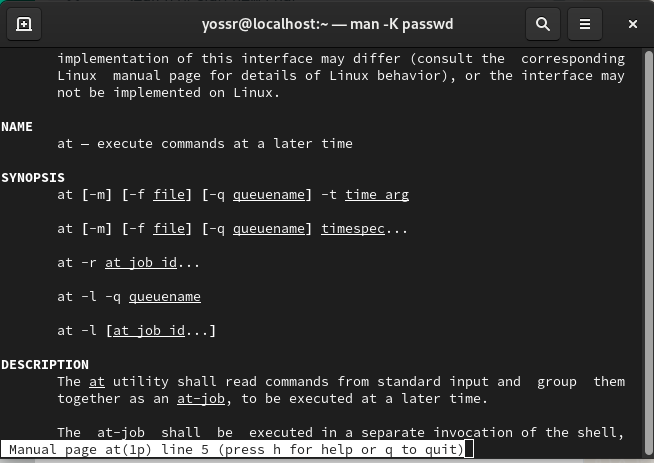 yossr@localhost:~ — man -K passwd
implementation of this interface may differ (consult the corresponding
Linux manual page for details of Linux behavior), or the interface may
not be implemented on Linux.
NAME
at — execute commands at a later time
SYNOPSIS
at [-m] [-f file] [-q queuename] -t time_arg
at [-m] [-f file] [-q queuename] timespec...
at -r at_job_id...
at -l -q queuename
at -l [at_job_id...]
DESCRIPTION
The at utility shall read commands from standard input and group them
together as an at-job, to be executed at a later time.
The at-job shall be executed in a separate invocation of the shell,
Manual page at(1p) line 5 (press h for help or q to quit)